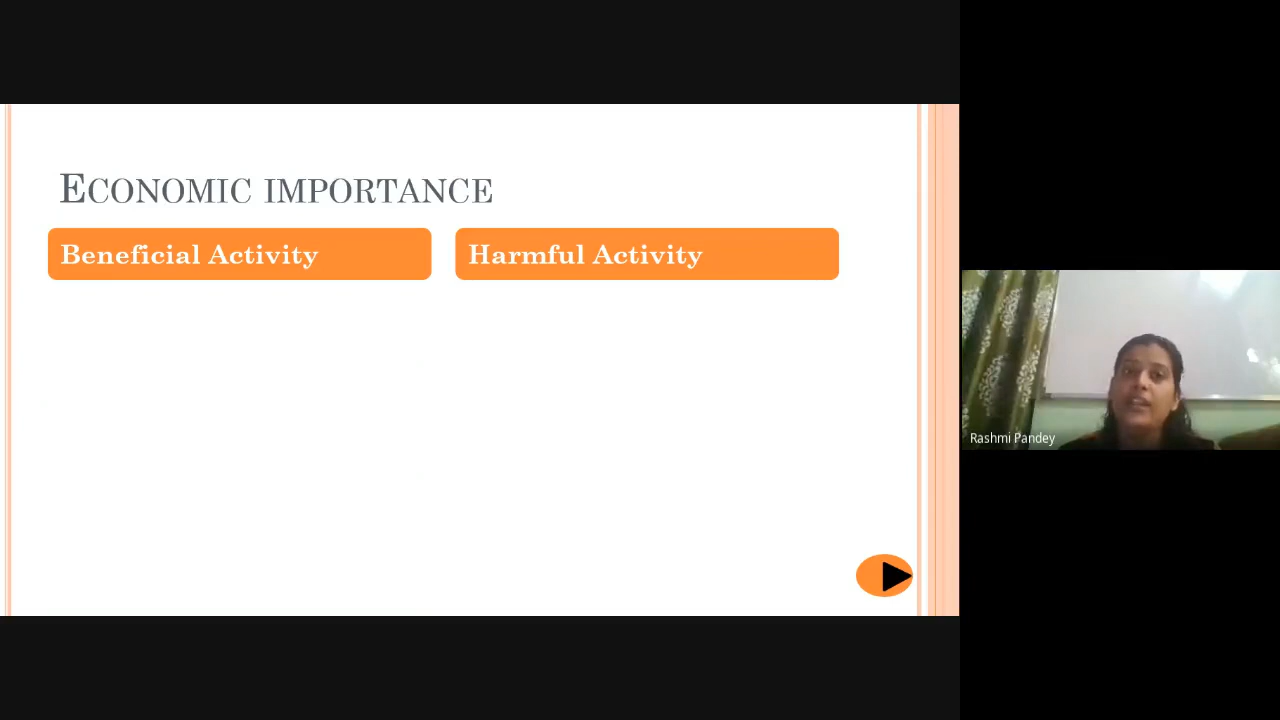 ECONOMIC IMPORTANCE
Beneficial Activity
Harmful Activity
Rashmi Pandey